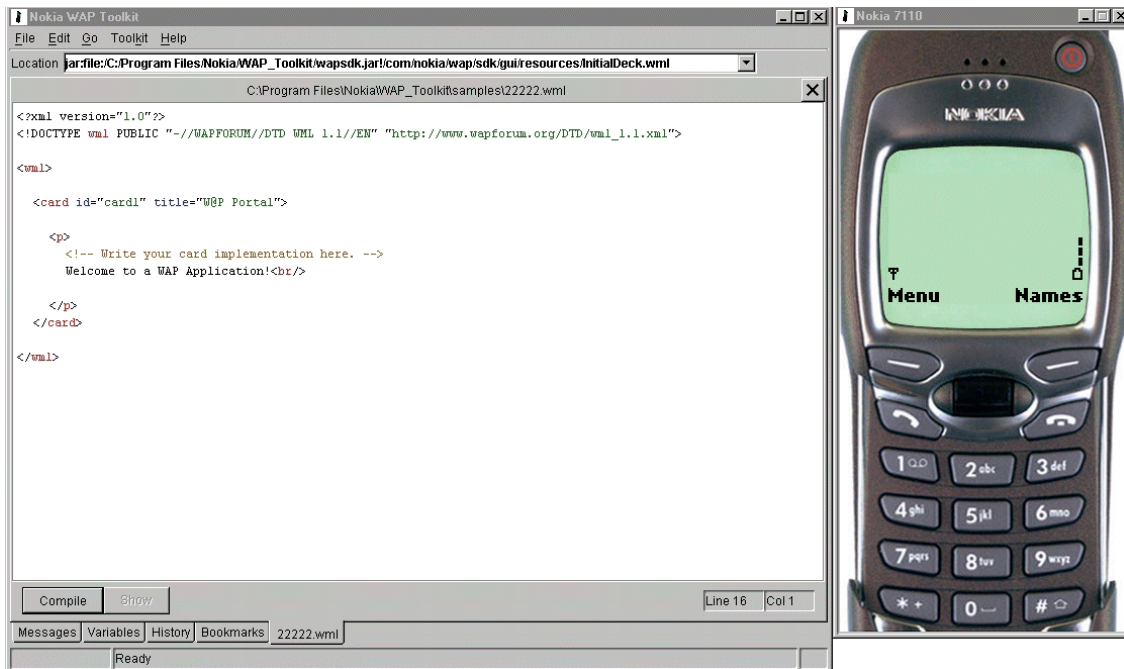 Nokia WAP Toolkit
File Edit Go Toolkit Help
Location jar:file:/C:/Program Files/Nokia/WAP_Toolkit/wapsdk.jar!/com/nokia/wap/sdk/gui/resources/InitialDeck.wml
C:\Program Files\Nokia\WAP_Toolkit\samples\22222.wml
<?xml version="1.0"?>
<!DOCTYPE wml PUBLIC "-//WAPFORUM//DTD WML 1.1//EN" "http://www.wapforum.org/DTD/wml_1.1.xml">
<wml>
<card id="card1" title="W@P Portal">
<p>
<!-- Write your card implementation here. -->
Welcome to a WAP Application!<br/>
</p>
</card>
</wml>
Compile Show Line 16 Col 1
Messages Variables History Bookmarks 22222.wml
Ready
Nokia 7110
NOKIA
Menu Names
1 2 abc 3 def
4 ghi 5 jkl 6 mno
7 pqrs 8 tuv 9 wxyz
* + 0 #